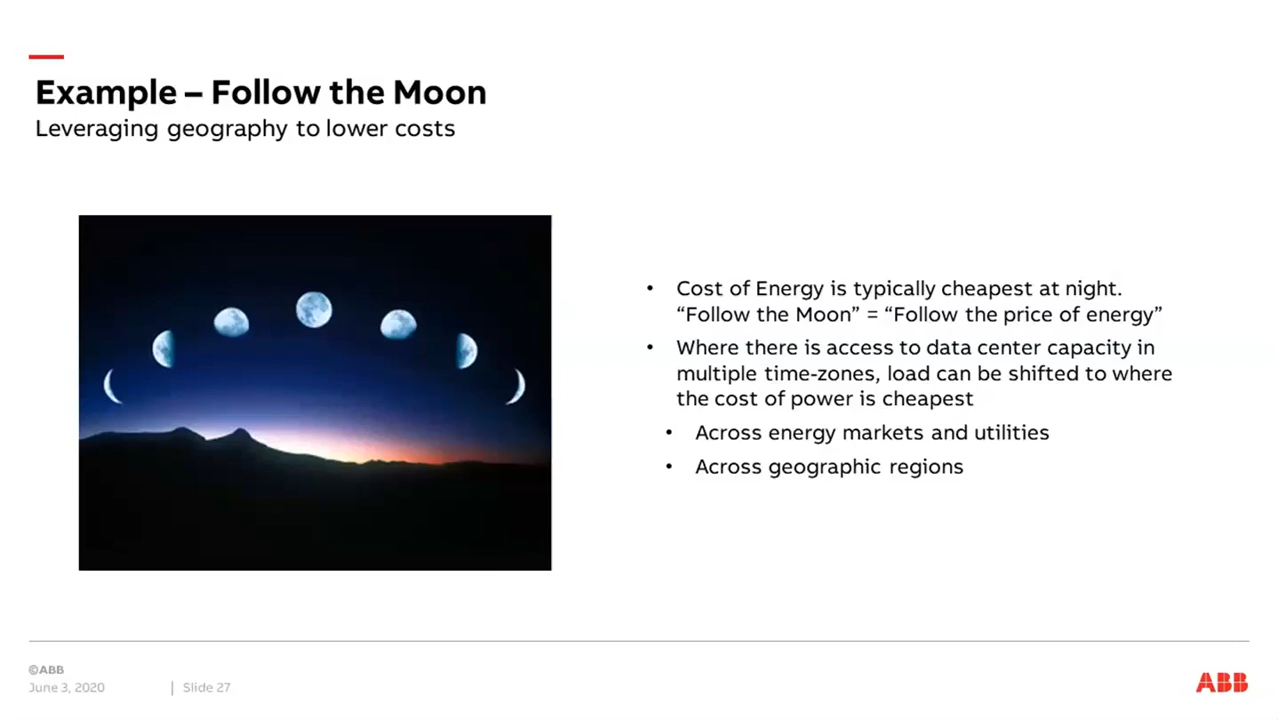 Example – Follow the Moon
Leveraging geography to lower costs
• Cost of Energy is typically cheapest at night.
“Follow the Moon” = “Follow the price of energy”
• Where there is access to data center capacity in
multiple time-zones, load can be shifted to where
the cost of power is cheapest
• Across energy markets and utilities
• Across geographic regions
©ABB
June 3, 2020 | Slide 27
ABB